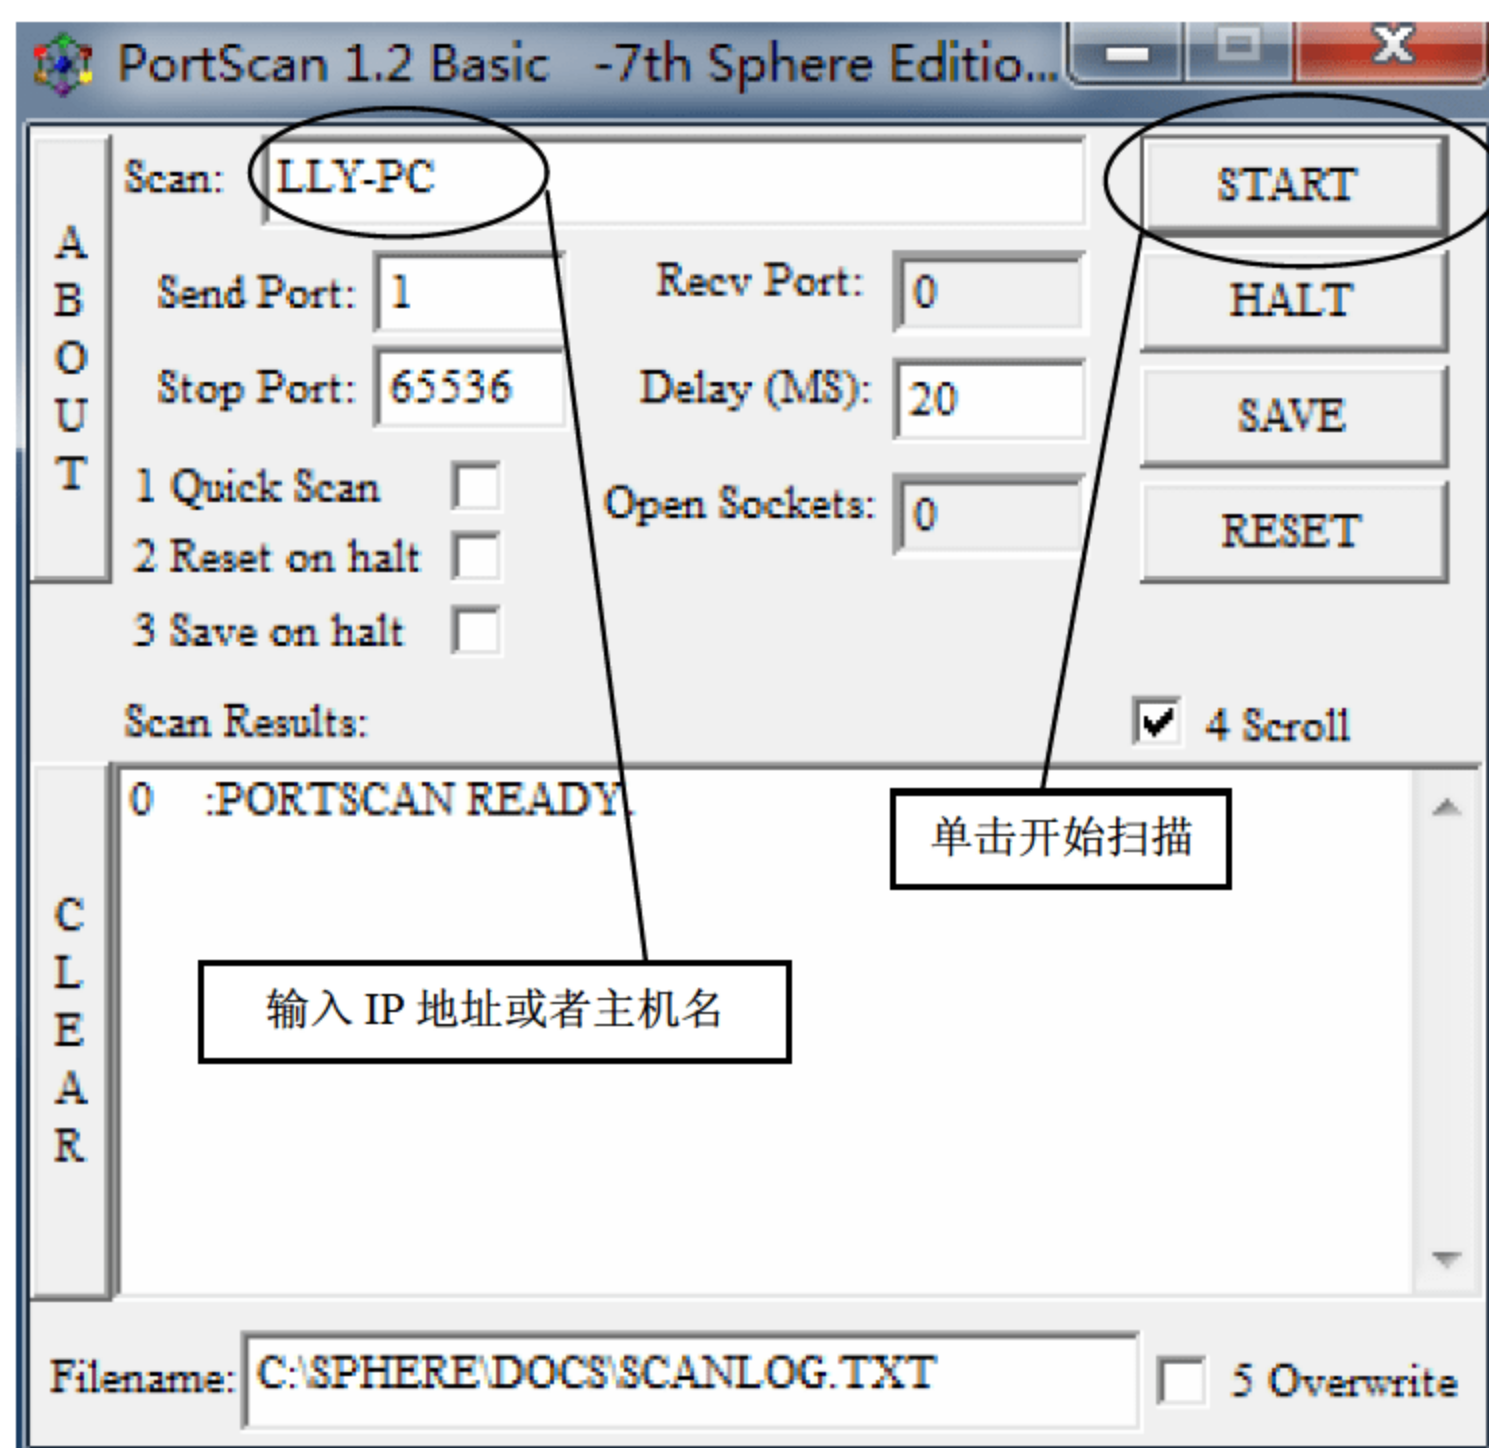 PortScan 1.2 Basic -7th Sphere Editio...
ABOUT
Scan: LLY-PC
START
Send Port: 1
Recv Port: 0
HALT
Stop Port: 65536
Delay (MS): 20
SAVE
1 Quick Scan
Open Sockets: 0
RESET
2 Reset on halt
3 Save on halt
Scan Results:
4 Scroll
CLEAR
0 :PORTSCAN READY.
单击开始扫描
输入 IP 地址或者主机名
Filename: C:\SPHERE\DOCS\SCANLOG.TXT
5 Overwrite